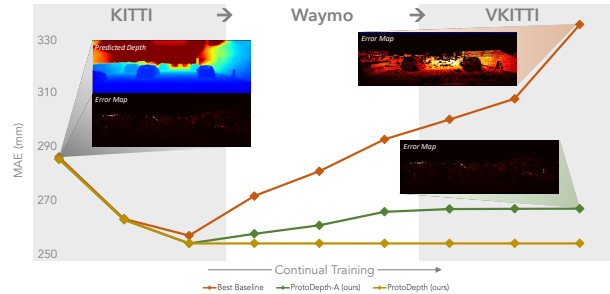 KITTI → Waymo → VKITTI
330
310
290
270
250
MAE (mm)
Predicted Depth
Error Map
Error Map
Error Map
Continual Training
Best Baseline
ProtoDepth-A (ours)
ProtoDepth (ours)